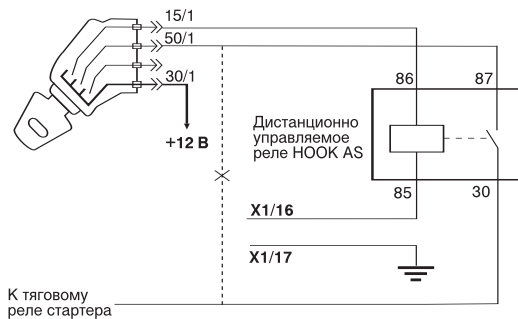 15/1
50/1
30/1
+12 В
86
87
Дистанционно
управляемое
реле HOOK AS
85
30
X1/16
X1/17
К тяговому
реле стартера